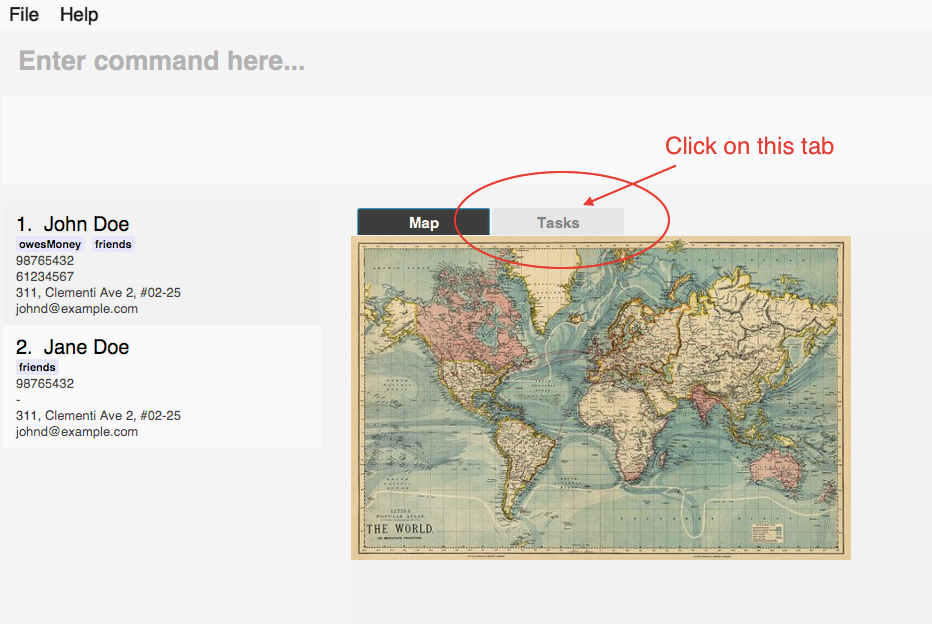 File Help
Enter command here...
Click on this tab
Map Tasks
1. John Doe
owesMoney friends
98765432
61234567
311, Clementi Ave 2, #02-25
johnd@example.com
2. Jane Doe
friends
98765432
-
311, Clementi Ave 2, #02-25
johnd@example.com
LETTS'S
POPULAR ATLAS.
THE WORLD